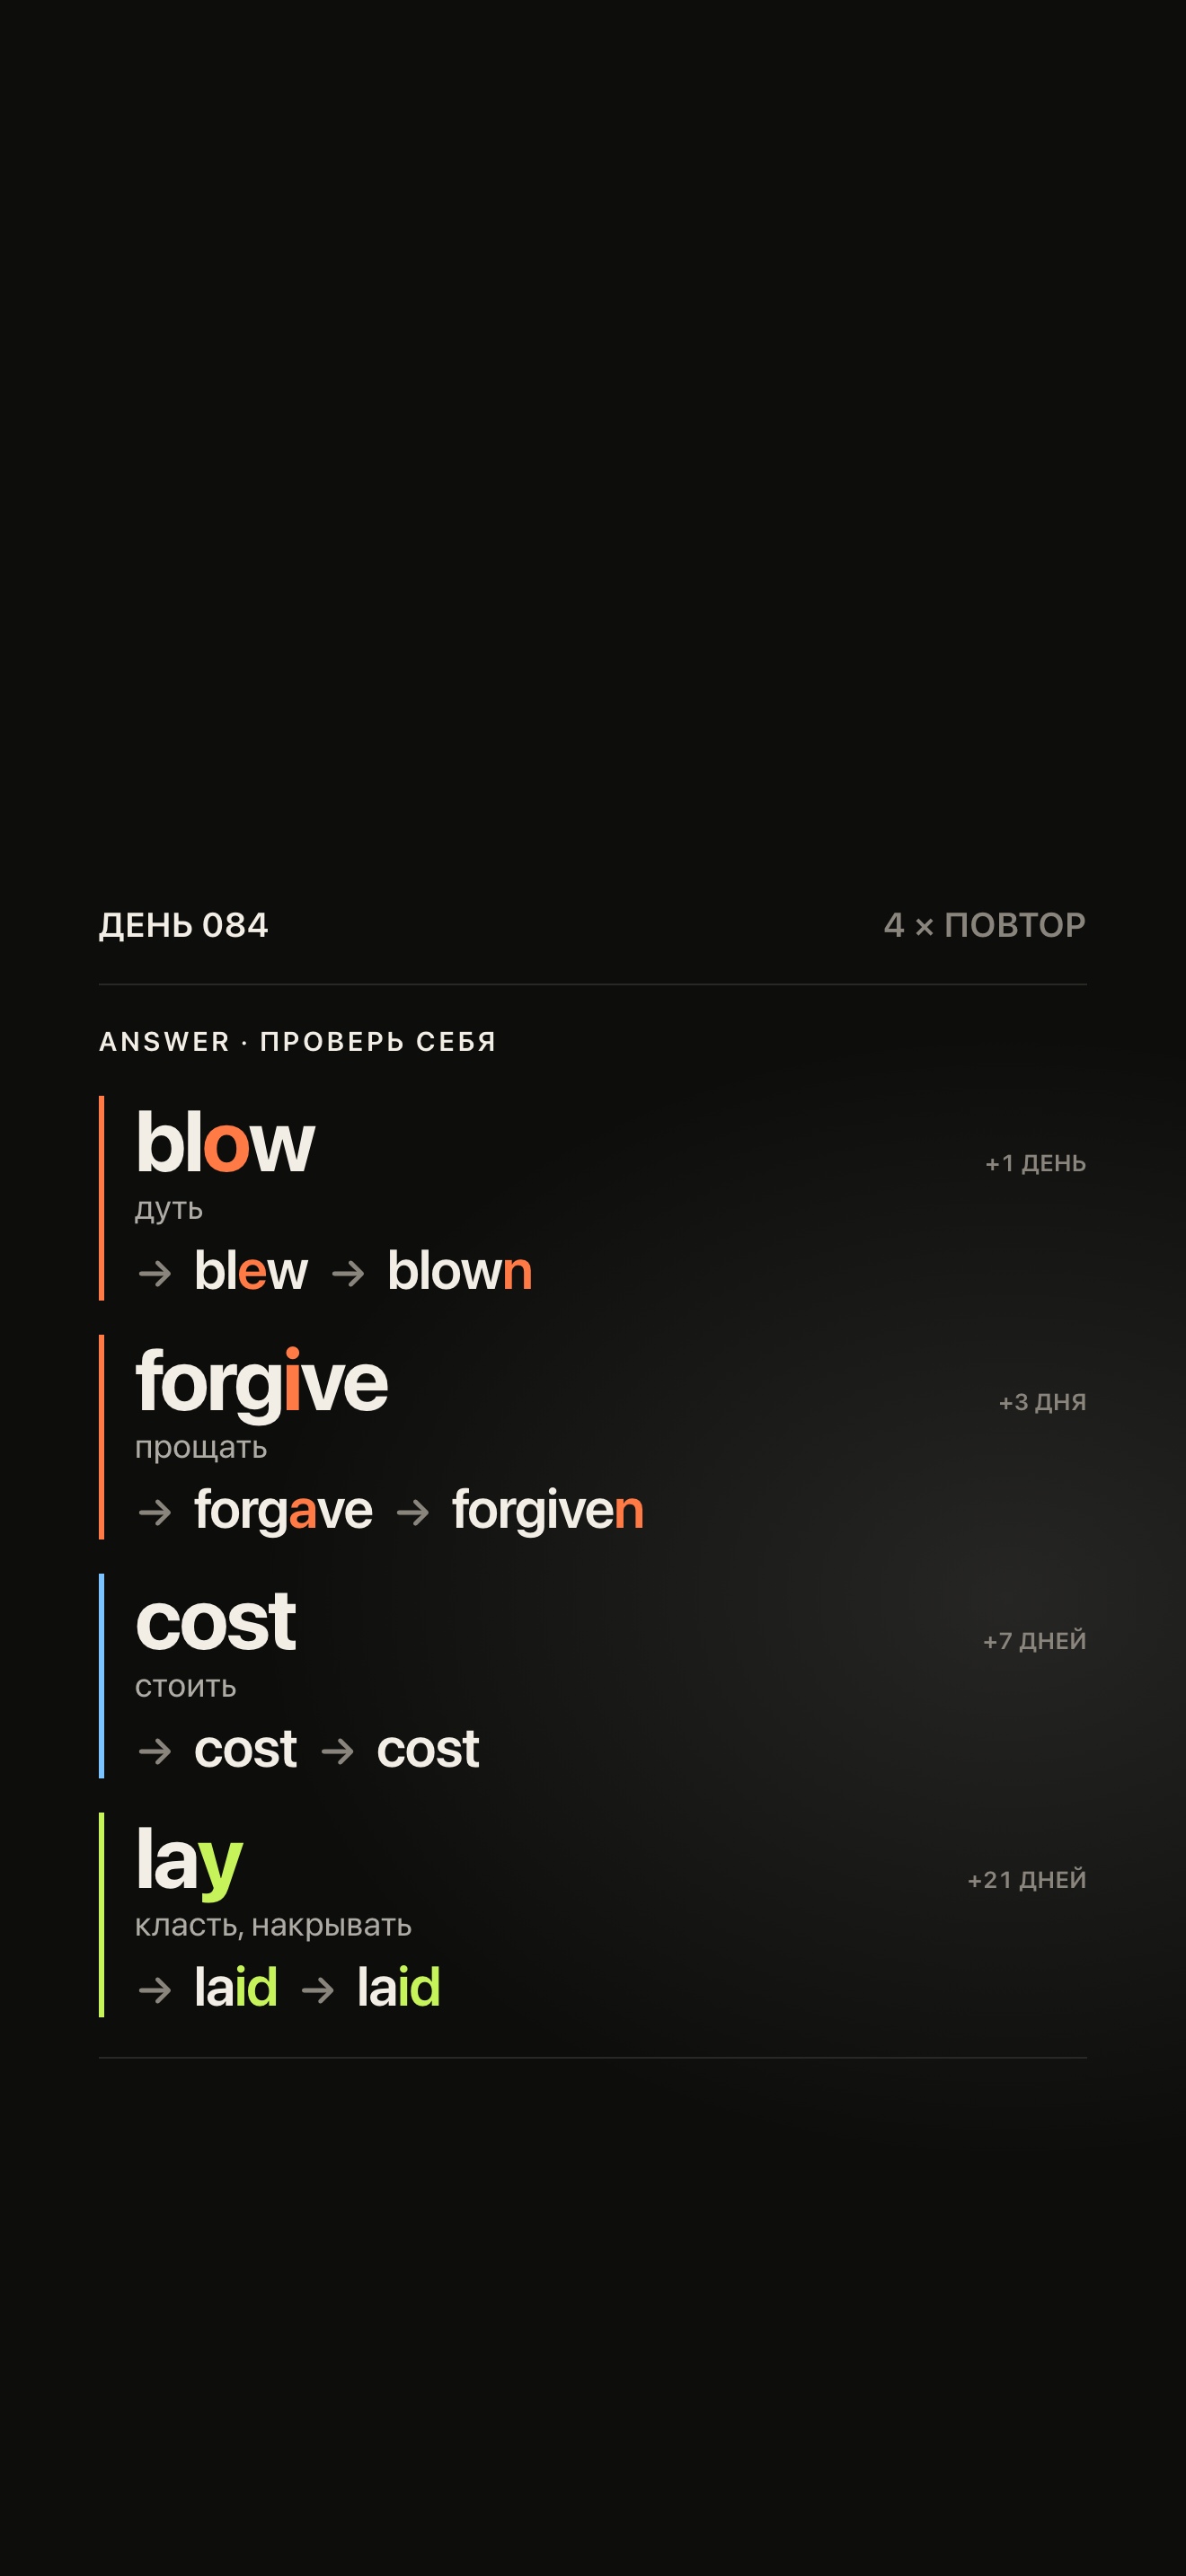 ДЕНЬ 084
4 × ПОВТОР
ANSWER · ПРОВЕРЬ СЕБЯ
blow
+1 ДЕНЬ
дуть
→ blew → blown
forgive
+3 ДНЯ
прощать
→ forgave → forgiven
cost
+7 ДНЕЙ
стоить
→ cost → cost
lay
+21 ДНЕЙ
класть, накрывать
→ laid → laid